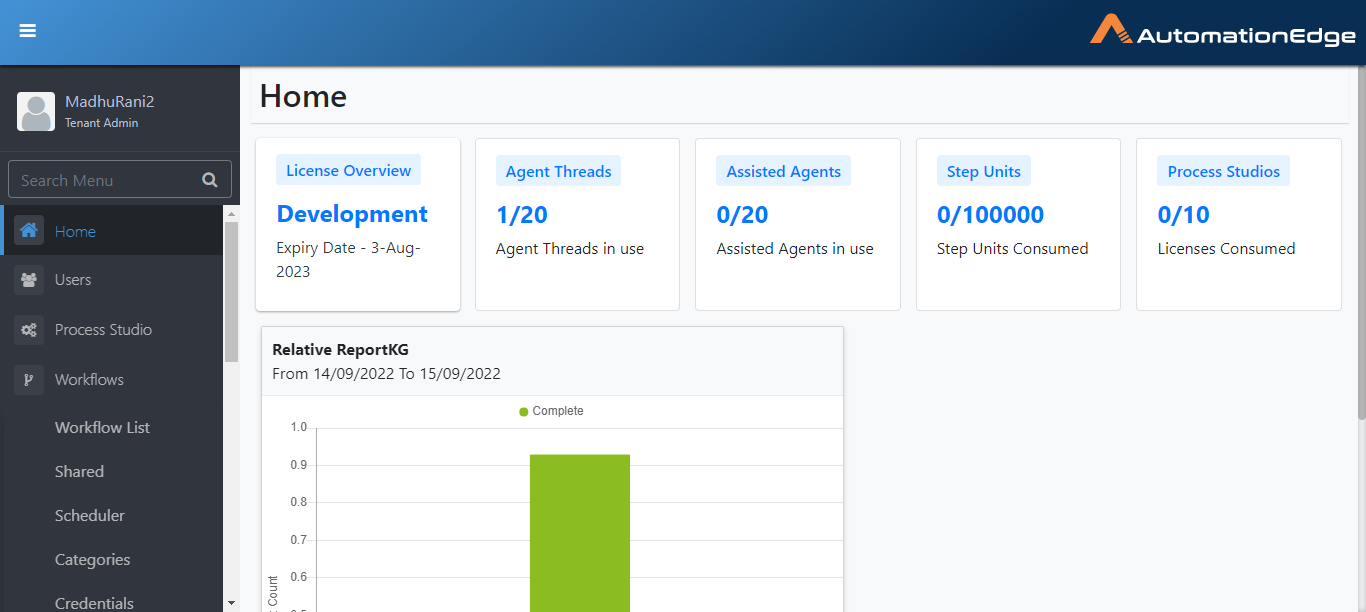 AutomationEdge
MadhuRani2
Tenant Admin
Search Menu
Home
Users
Process Studio
Workflows
Workflow List
Shared
Scheduler
Categories
Credentials
Home
License Overview
Development
Expiry Date - 3-Aug-
2023
Agent Threads
1/20
Agent Threads in use
Assisted Agents
0/20
Assisted Agents in use
Step Units
0/100000
Step Units Consumed
Process Studios
0/10
Licenses Consumed
Relative ReportKG
From 14/09/2022 To 15/09/2022
Complete
1.0
0.9
0.8
0.7
0.6
Count